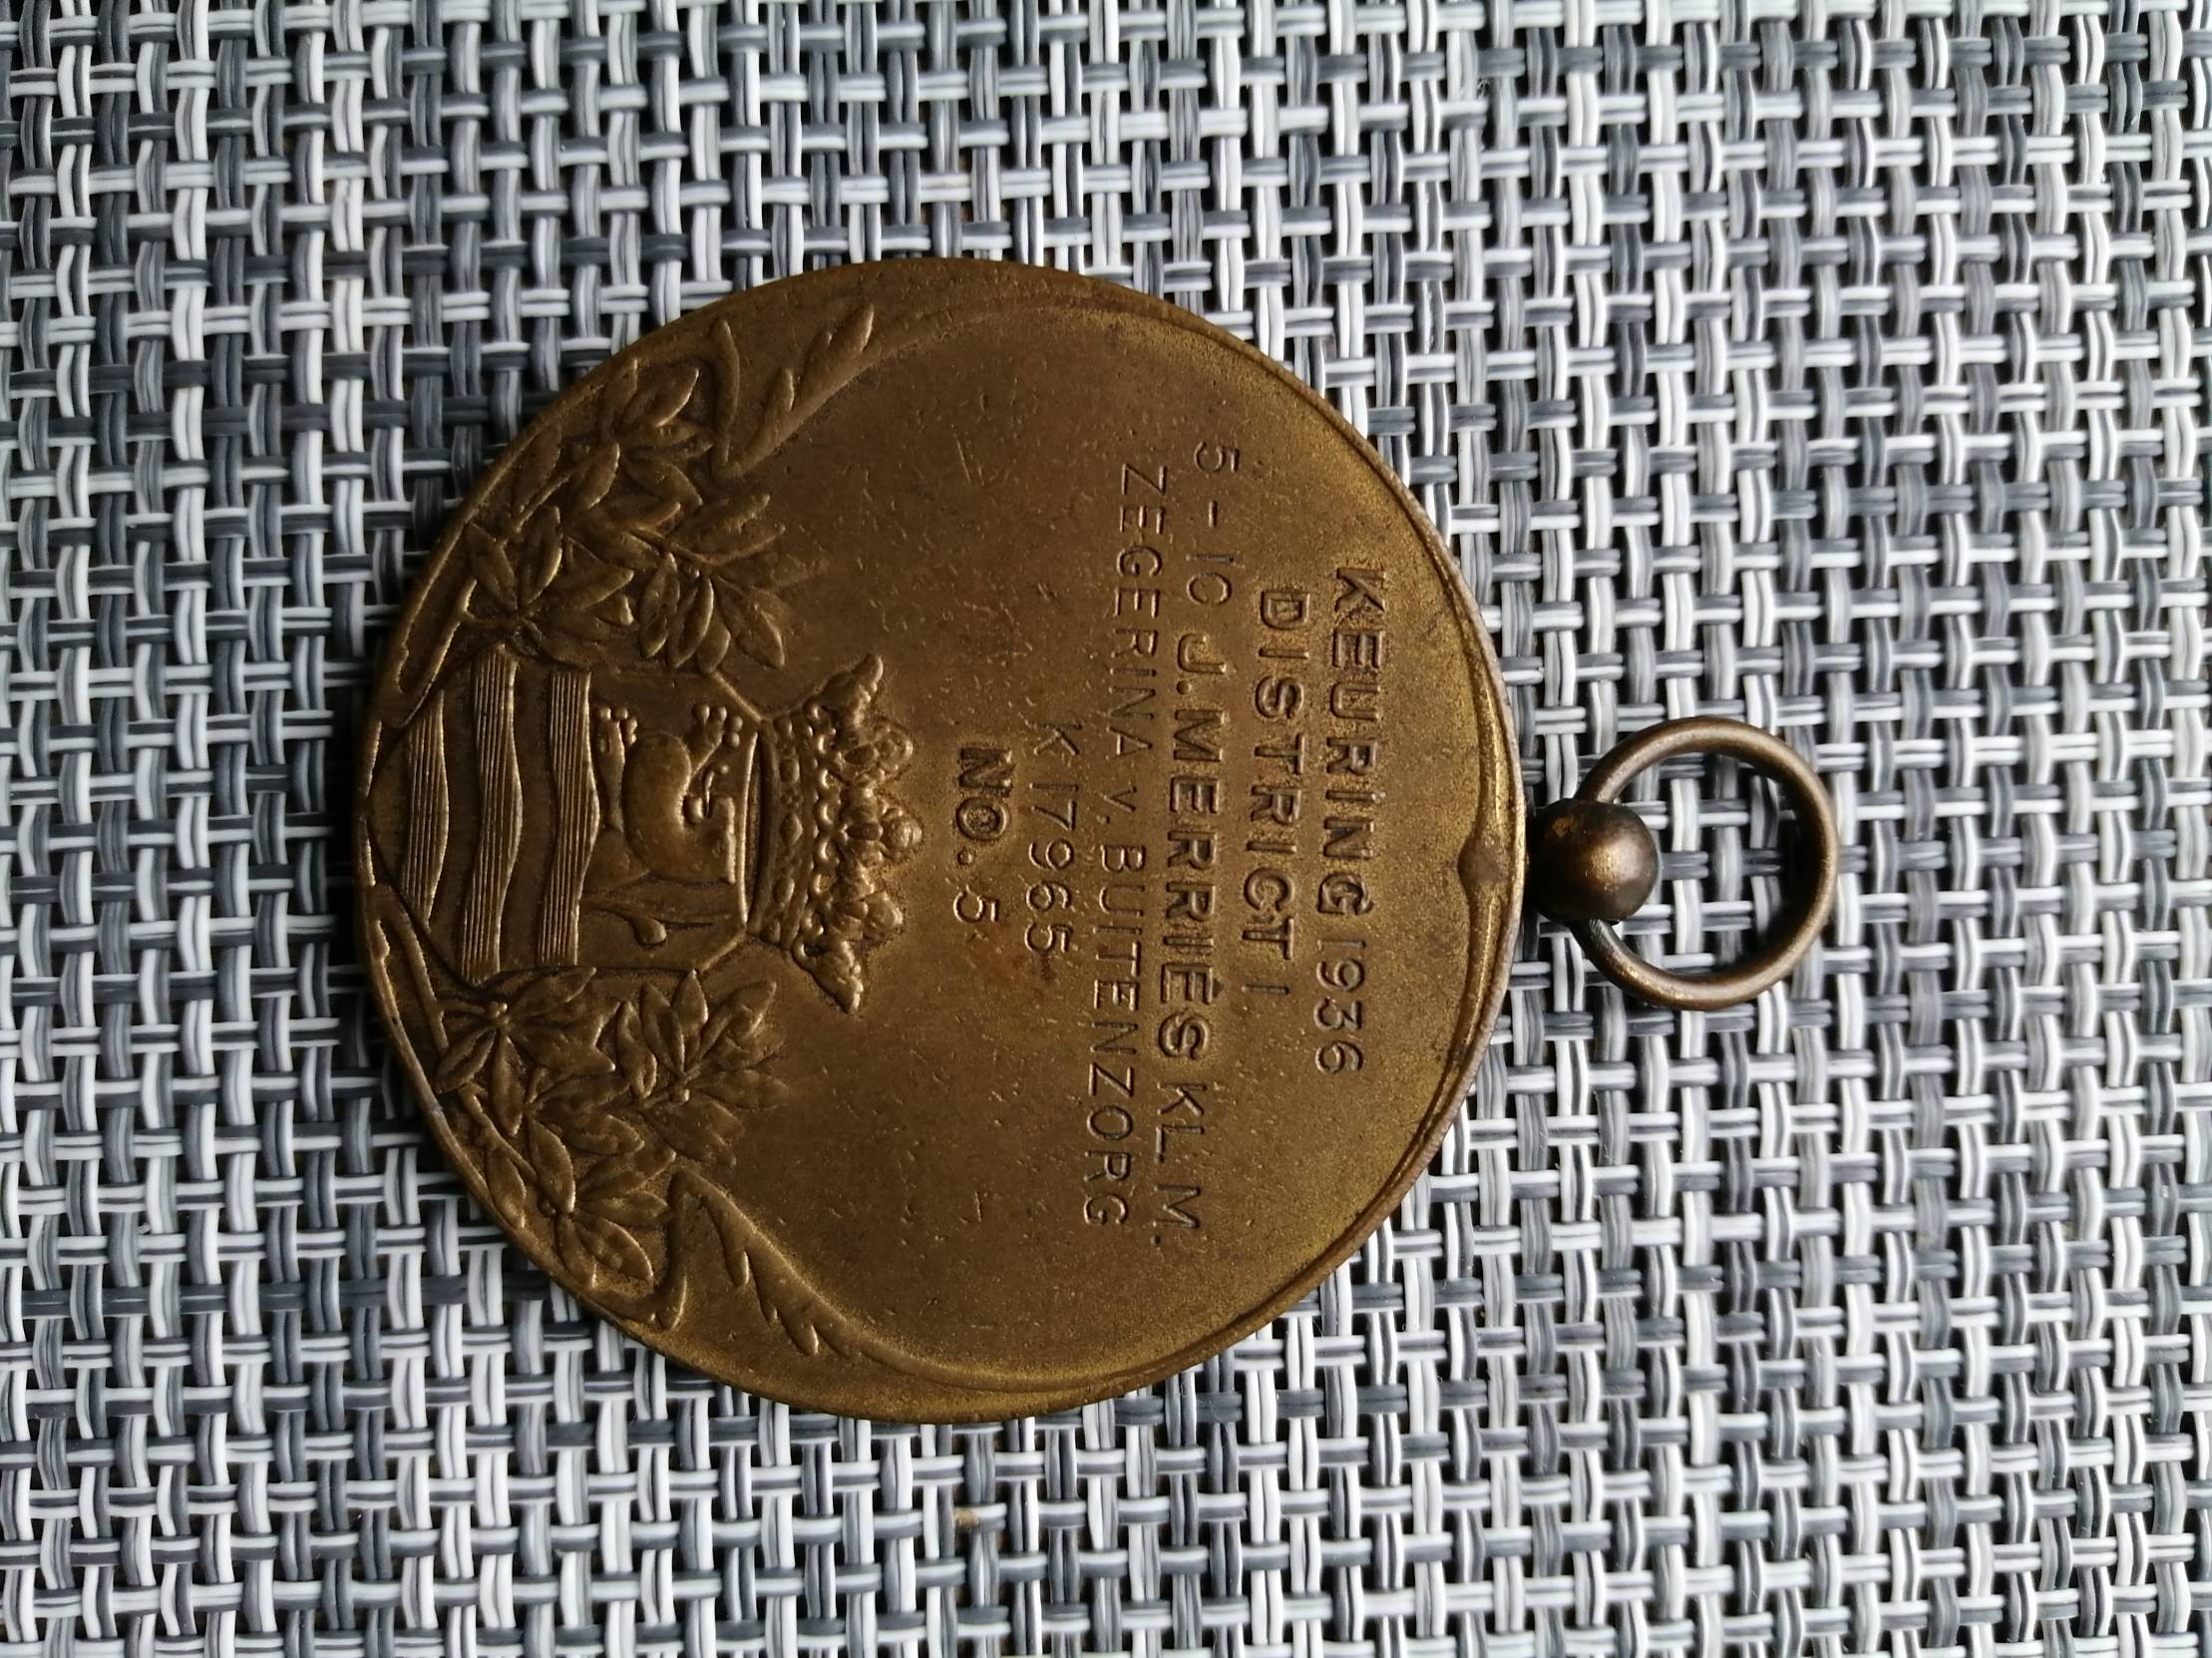 KEURING 1936
DISTRICT I
5-10 J. MERRIËS KL. M.
ZEGERINA v. BUITENZORG
K 17965
NO. 5